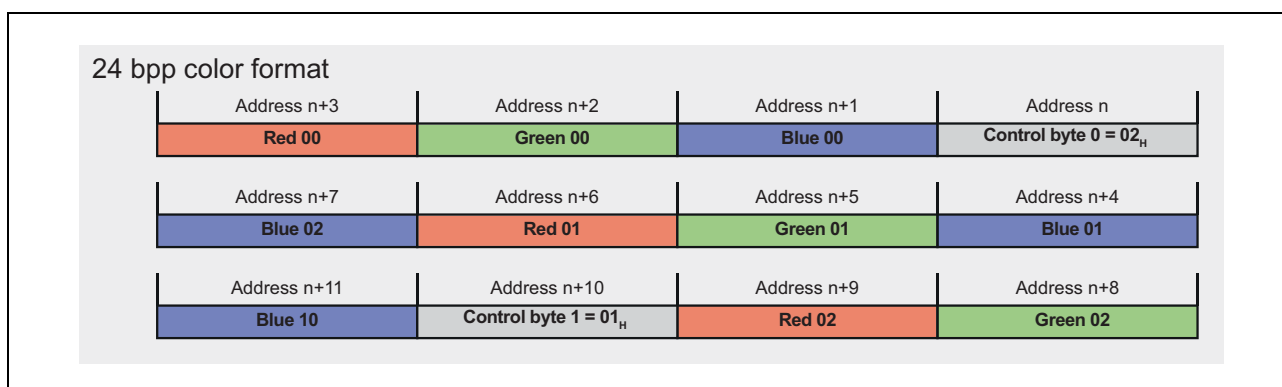 24 bpp color format
Address n+3 Address n+2 Address n+1 Address n
Red 00 Green 00 Blue 00 Control byte 0 = 02H
Address n+7 Address n+6 Address n+5 Address n+4
Blue 02 Red 01 Green 01 Blue 01
Address n+11 Address n+10 Address n+9 Address n+8
Blue 10 Control byte 1 = 01H Red 02 Green 02